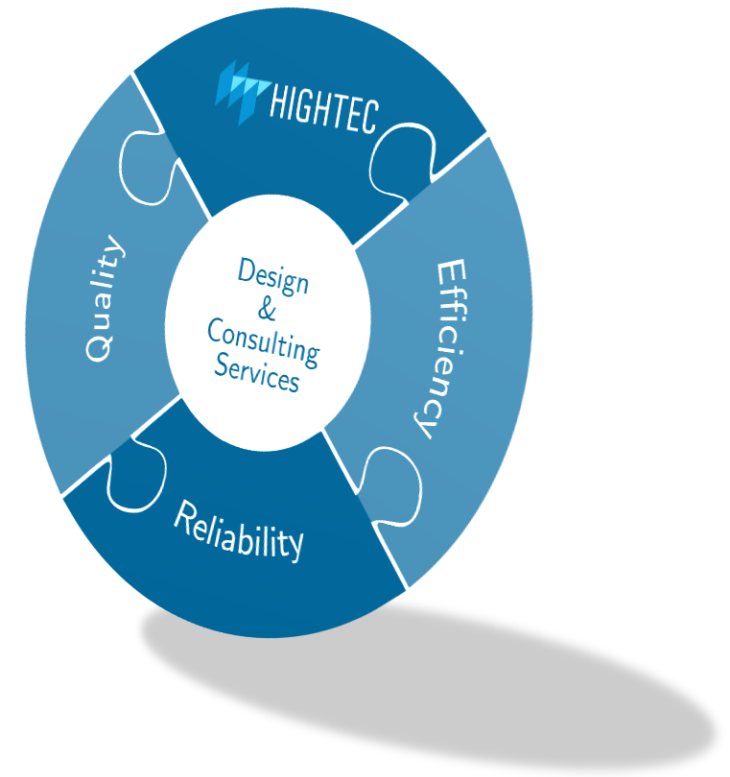 HIGHTEC
Quality
Design
&
Consulting
Services
Efficiency
Reliability